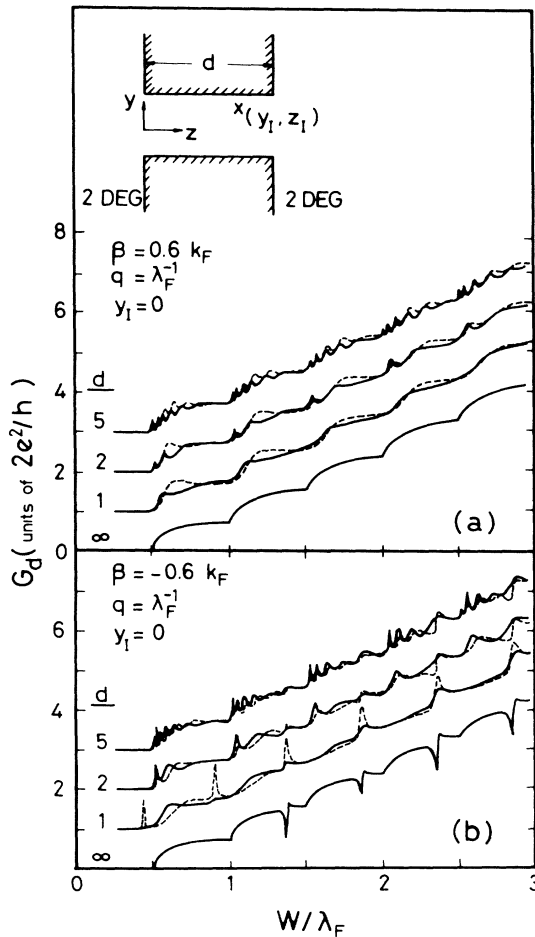 d
x (y_I, z_I)
y
z
2 DEG
2 DEG
8
β = 0.6 k_F
q = λ_F^-1
y_I = 0
6
d
4
5
2
2
1
∞
0
(a)
G_d (units of 2e²/h)
β = -0.6 k_F
q = λ_F^-1
y_I = 0
6
d
4
5
2
2
1
∞
(b)
0
1
2
3
W/λ_F